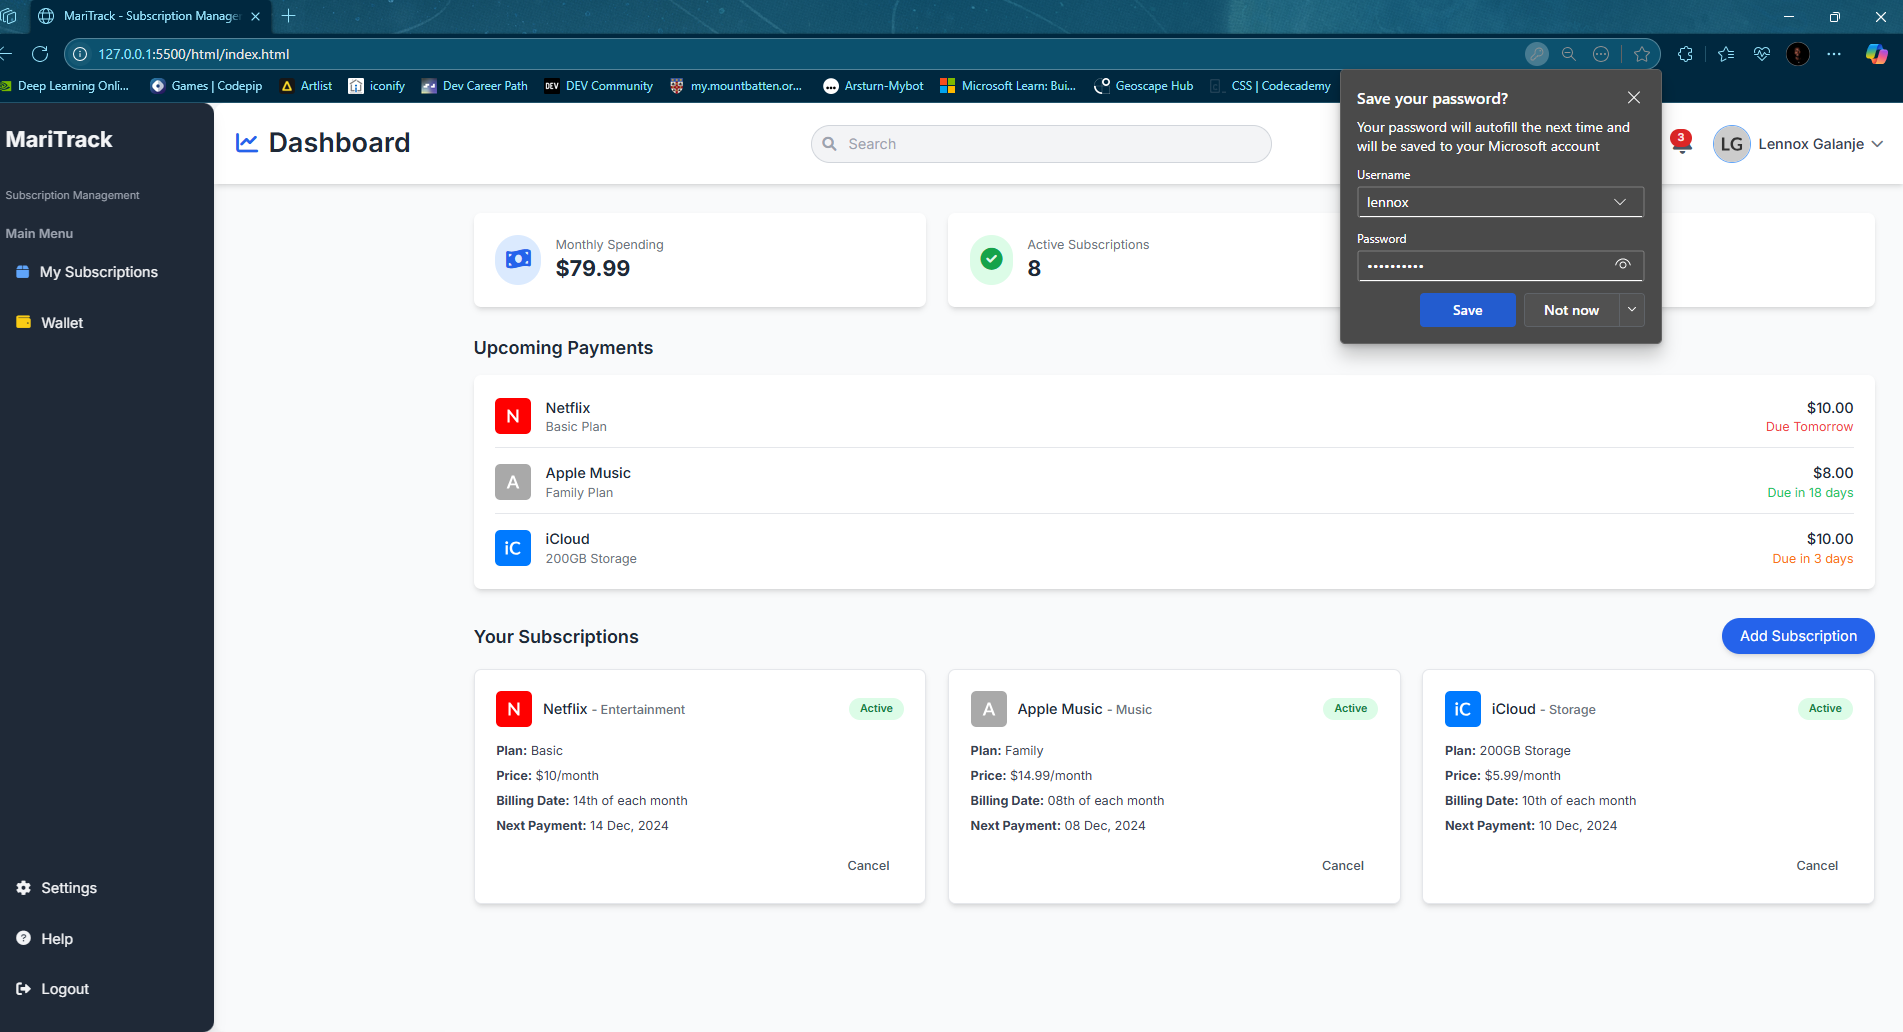 MariTrack - Subscription Manage
127.0.0.1:5500/html/index.html
Deep Learning Onli...
Games | Codepip
Artlist
iconify
Dev Career Path
DEV
DEV Community
my.mountbatten.or...
Arsturn-Mybot
Microsoft Learn: Bui...
Geoscape Hub
CSS | Codecademy
Save your password?
Your password will autofill the next time and
will be saved to your Microsoft account
Username
lennox
Password
••••••••••
Save
Not now
MariTrack
Subscription Management
Main Menu
My Subscriptions
Wallet
Settings
Help
Logout
Dashboard
Search
3
LG
Lennox Galanje
Monthly Spending
$79.99
Active Subscriptions
8
Upcoming Payments
N
Netflix
Basic Plan
$10.00
Due Tomorrow
A
Apple Music
Family Plan
$8.00
Due in 18 days
iC
iCloud
200GB Storage
$10.00
Due in 3 days
Your Subscriptions
Add Subscription
N
Netflix - Entertainment
Active
Plan: Basic
Price: $10/month
Billing Date: 14th of each month
Next Payment: 14 Dec, 2024
Cancel
A
Apple Music - Music
Active
Plan: Family
Price: $14.99/month
Billing Date: 08th of each month
Next Payment: 08 Dec, 2024
Cancel
iC
iCloud - Storage
Active
Plan: 200GB Storage
Price: $5.99/month
Billing Date: 10th of each month
Next Payment: 10 Dec, 2024
Cancel